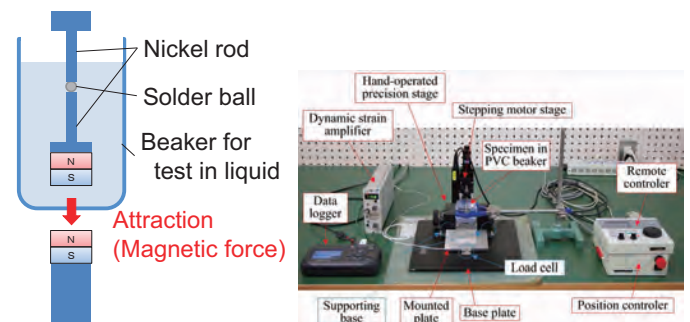 Nickel rod
Solder ball
N
S
Beaker for
test in liquid
Attraction
(Magnetic force)
N
S
Hand-operated
precision stage
Stepping motor stage
Dynamic strain
amplifier
Specimen in
PVC beaker
Remote
controler
Data
logger
Load cell
Supporting
base
Mounted
plate
Base plate
Position controler